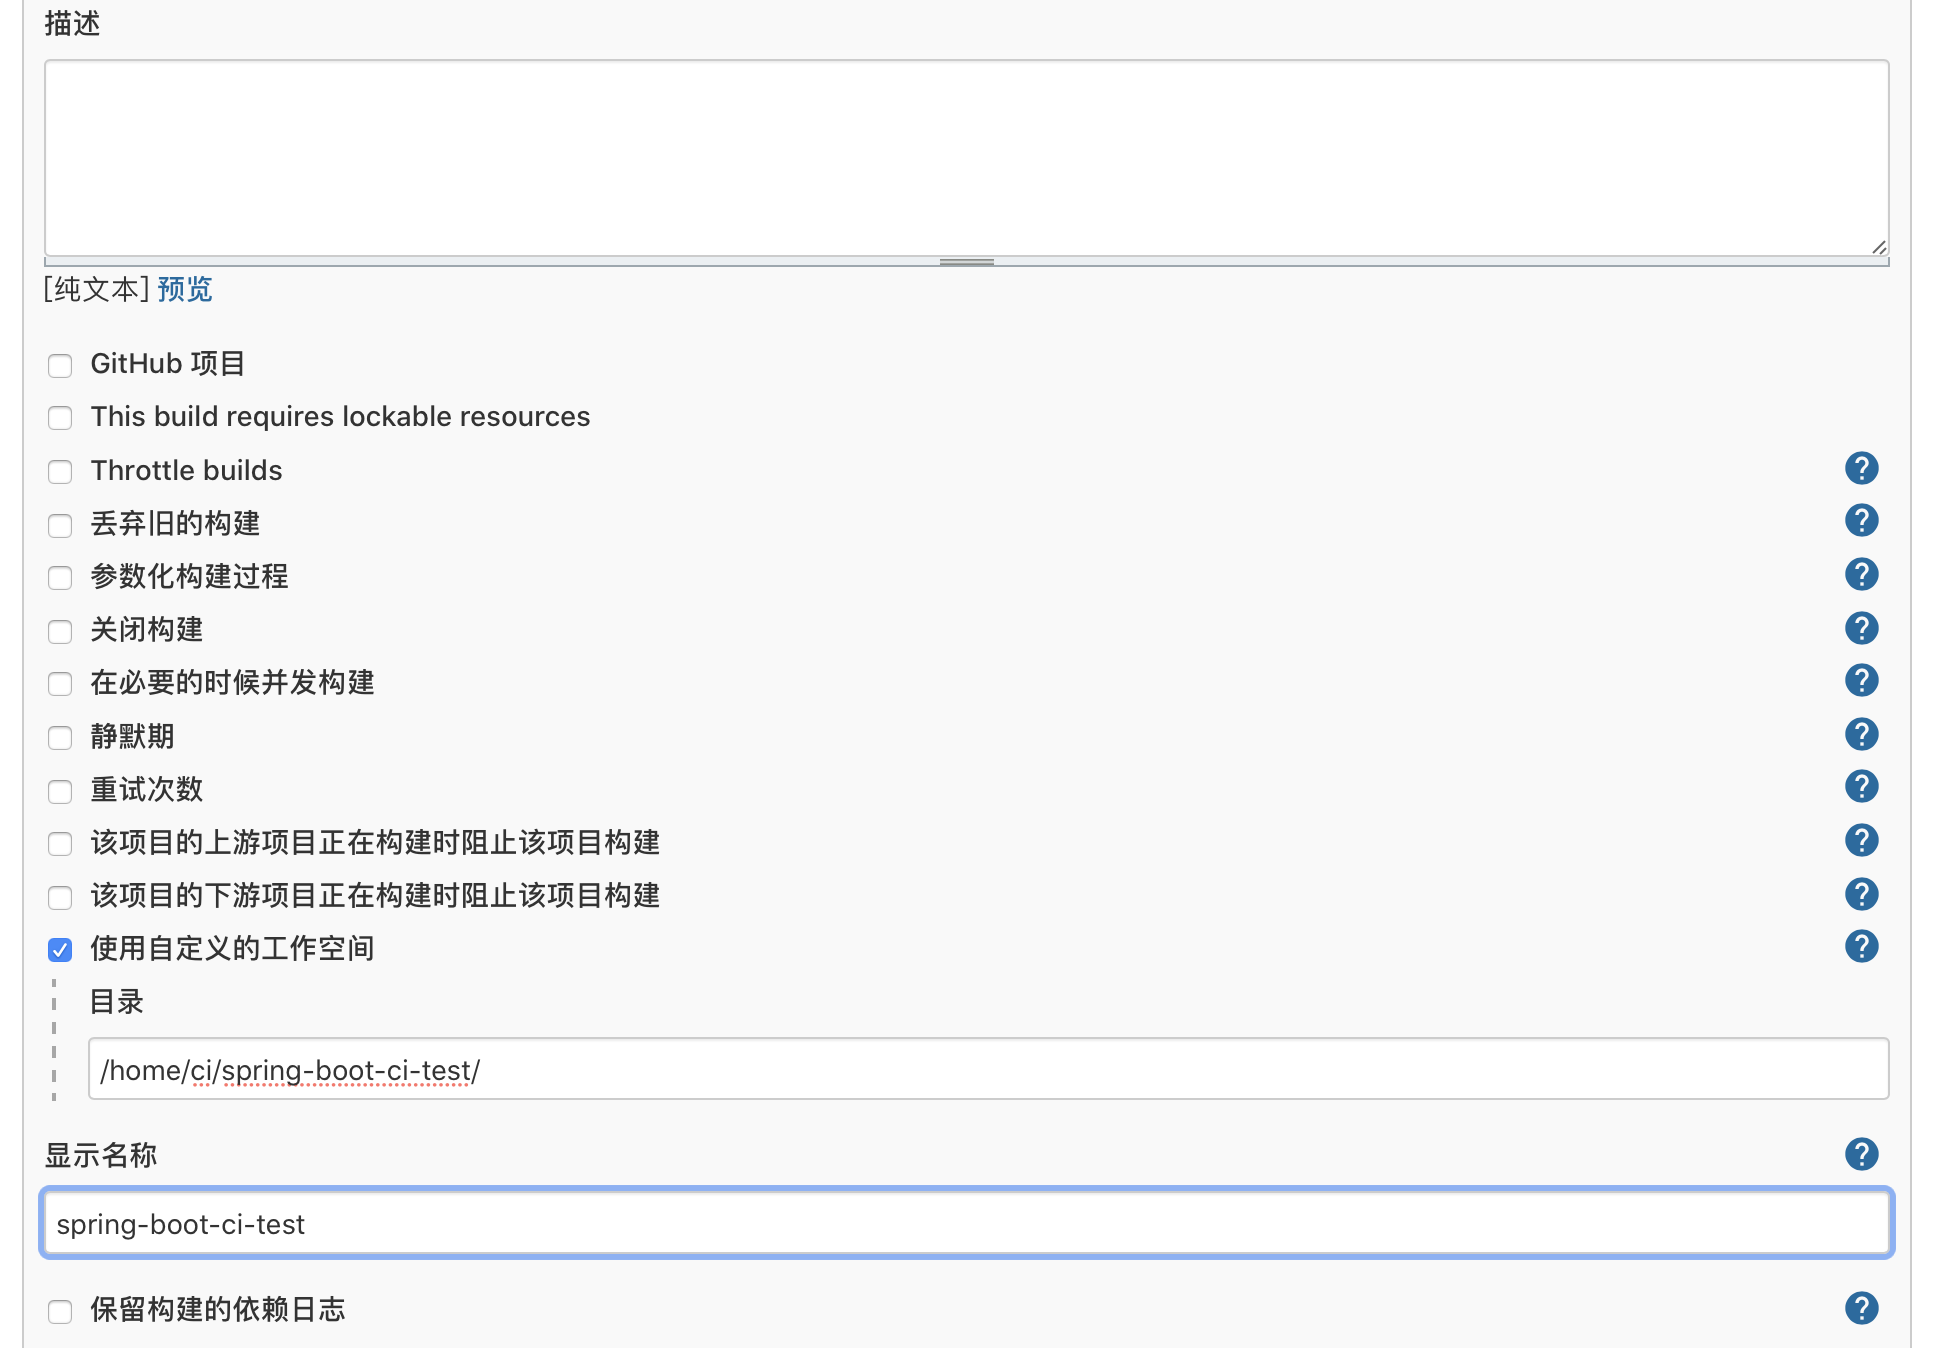 描述
[纯文本] 预览
GitHub 项目
This build requires lockable resources
Throttle builds
?
丢弃旧的构建
?
参数化构建过程
?
关闭构建
?
在必要的时候并发构建
?
静默期
?
重试次数
?
该项目的上游项目正在构建时阻止该项目构建
?
该项目的下游项目正在构建时阻止该项目构建
?
使用自定义的工作空间
?
目录
/home/ci/spring-boot-ci-test/
显示名称
?
spring-boot-ci-test
保留构建的依赖日志
?